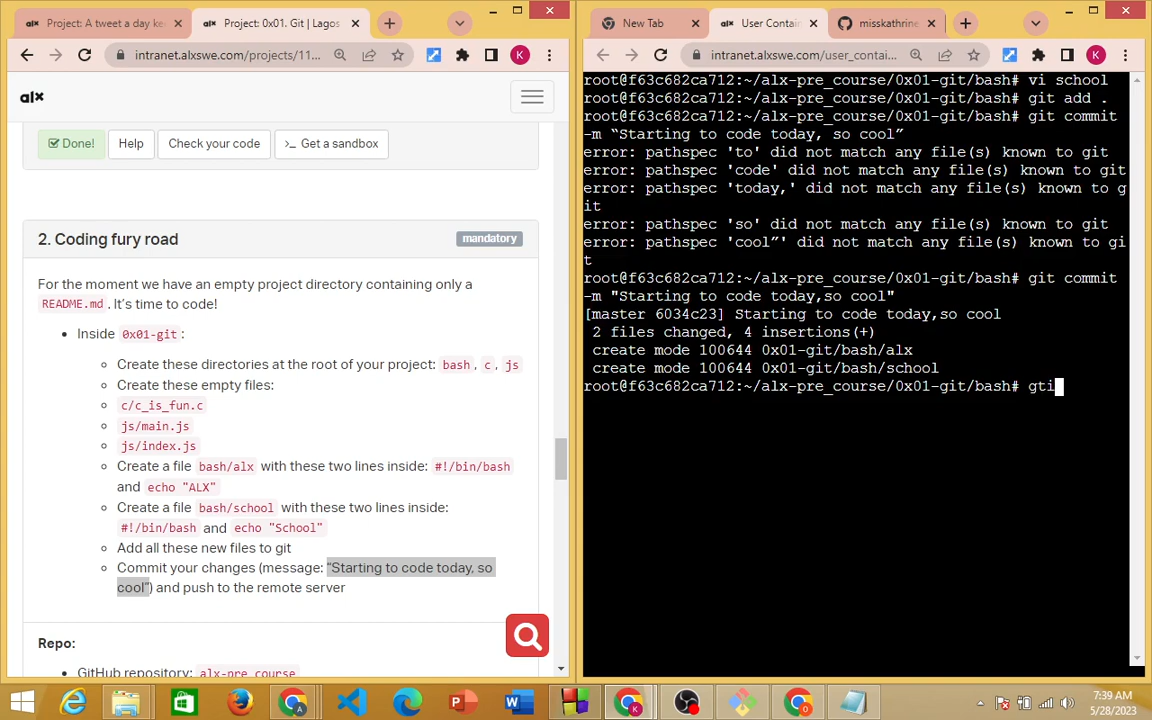 Project: A tweet a day ke
Project: 0x01. Git | Lagos
New Tab
User Contai
misskathrine
intranet.alxswe.com/projects/11...
K
intranet.alxswe.com/user_contai...
K
alx
Done!
Help
Check your code
>_ Get a sandbox
2. Coding fury road
mandatory
For the moment we have an empty project directory containing only a
README.md. It's time to code!
Inside 0x01-git:
Create these directories at the root of your project: bash, c, js
Create these empty files:
c/c_is_fun.c
js/main.js
js/index.js
Create a file bash/alx with these two lines inside: #!/bin/bash
and echo "ALX"
Create a file bash/school with these two lines inside:
#!/bin/bash and echo "School"
Add all these new files to git
Commit your changes (message: “Starting to code today, so
cool”) and push to the remote server
Repo:
GitHub repository: alx-pre_course
root@f63c682ca712:~/alx-pre_course/0x01-git/bash# vi school
root@f63c682ca712:~/alx-pre_course/0x01-git/bash# git add .
root@f63c682ca712:~/alx-pre_course/0x01-git/bash# git commit
-m “Starting to code today, so cool”
error: pathspec 'to' did not match any file(s) known to git
error: pathspec 'code' did not match any file(s) known to git
error: pathspec 'today,' did not match any file(s) known to g
it
error: pathspec 'so' did not match any file(s) known to git
error: pathspec 'cool”' did not match any file(s) known to gi
t
root@f63c682ca712:~/alx-pre_course/0x01-git/bash# git commit
-m "Starting to code today,so cool"
[master 6034c23] Starting to code today,so cool
2 files changed, 4 insertions(+)
create mode 100644 0x01-git/bash/alx
create mode 100644 0x01-git/bash/school
root@f63c682ca712:~/alx-pre_course/0x01-git/bash# gti
7:39 AM
5/28/2023